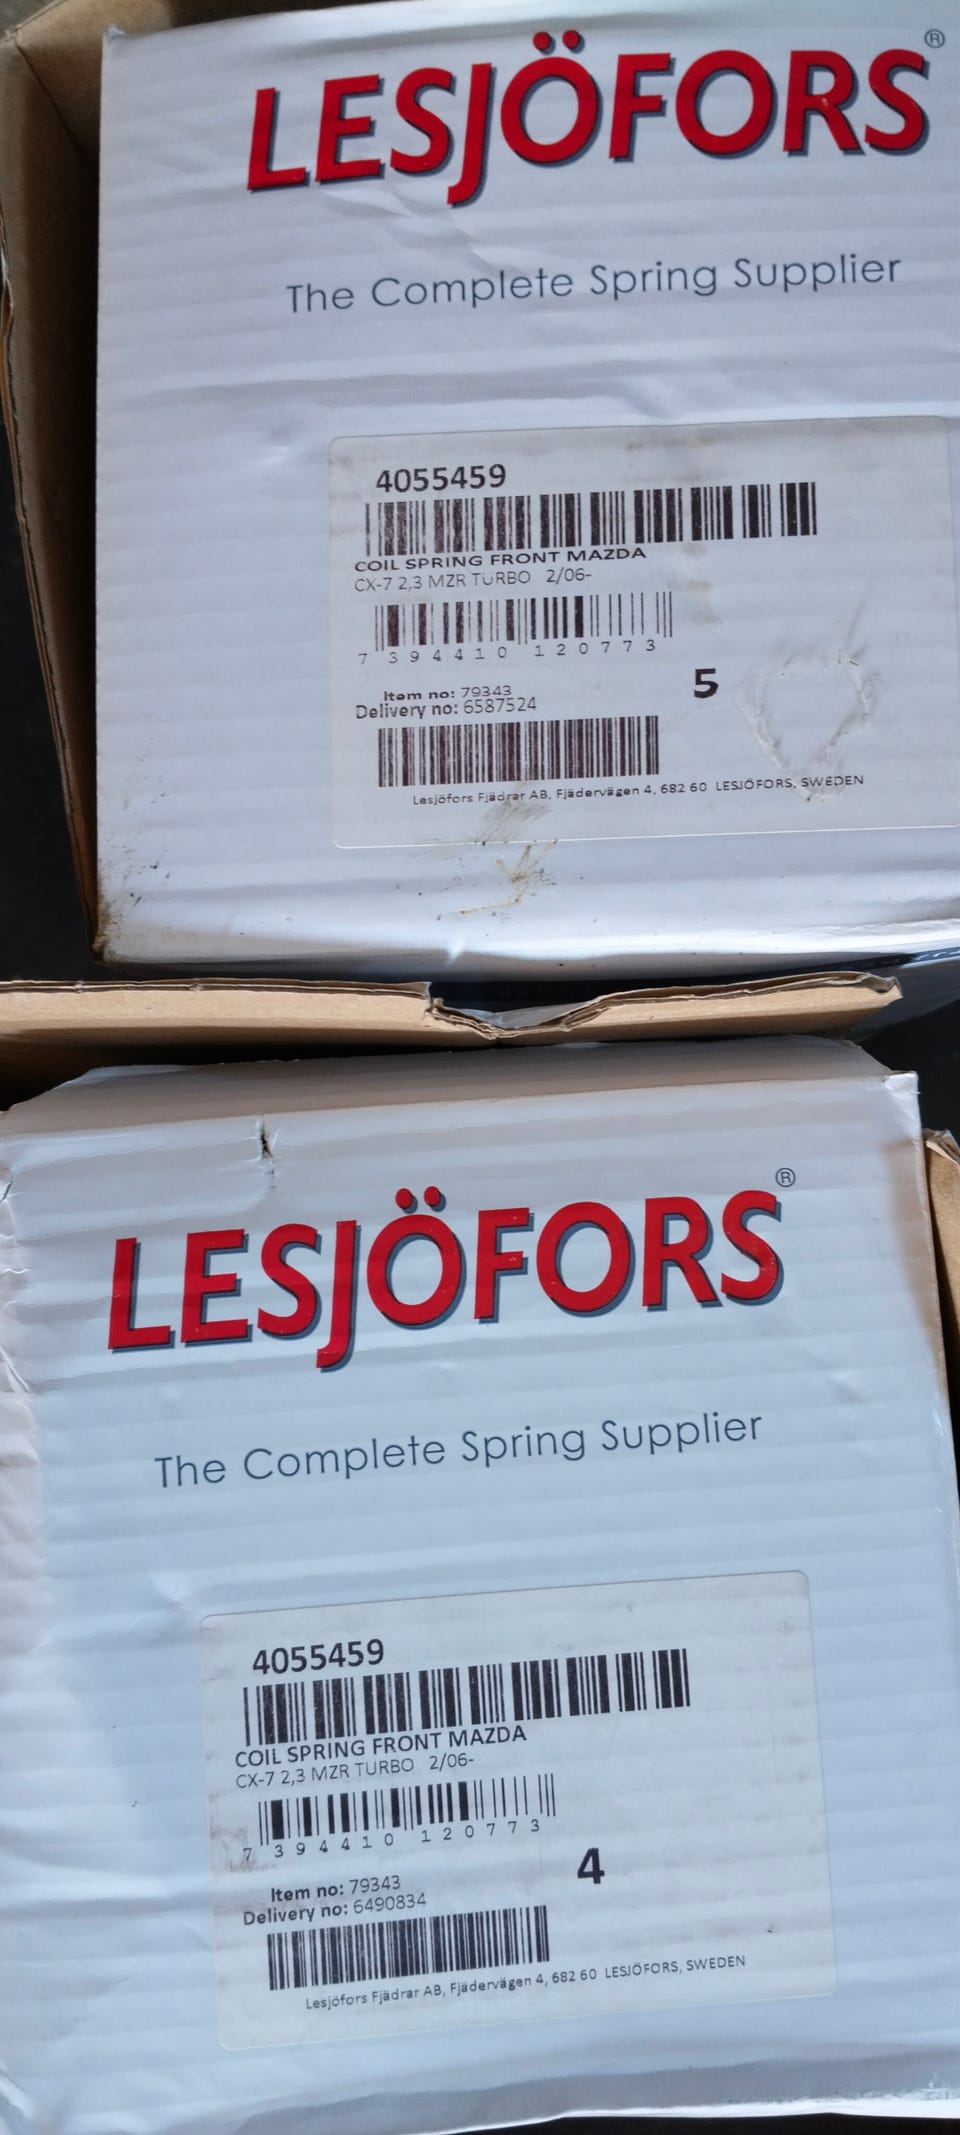 LESJÖFORS®
The Complete Spring Supplier
4055459
COIL SPRING FRONT MAZDA
CX-7 2,3 MZR TURBO 2/06-
7 394410 120773
5
Item no: 79343
Delivery no: 6587524
Lesjöfors Fjädrar AB, Fjädervägen 4, 682 60 LESJÖFORS, SWEDEN
LESJÖFORS®
The Complete Spring Supplier
4055459
COIL SPRING FRONT MAZDA
CX-7 2,3 MZR TURBO 2/06-
7 394410 120773
4
Item no: 79343
Delivery no: 6490834
Lesjöfors Fjädrar AB, Fjädervägen 4, 682 60 LESJÖFORS, SWEDEN